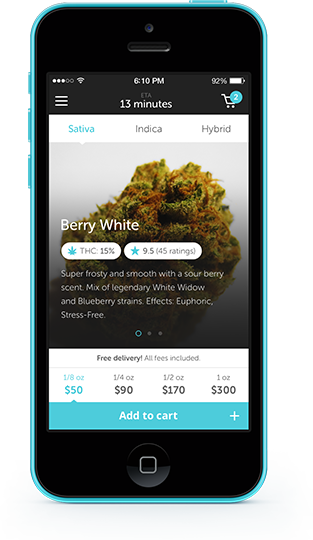 6:10 PM 92%
ETA
13 minutes
2
Sativa Indica Hybrid
Berry White
THC: 15% 9.5 (45 ratings)
Super frosty and smooth with a sour berry
scent. Mix of legendary White Widow
and Blueberry strains. Effects: Euphoric,
Stress-Free.
Free delivery! All fees included.
1/8 oz 1/4 oz 1/2 oz 1 oz
$50 $90 $170 $300
Add to cart +